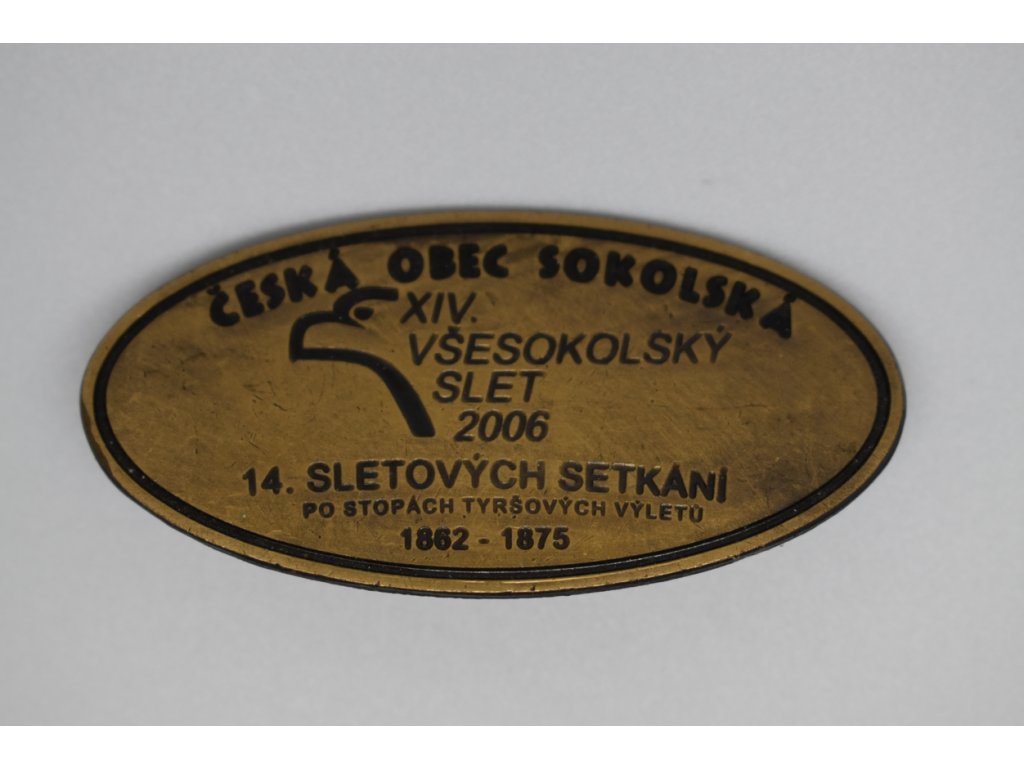 ČESKÁ OBEC SOKOLSKÁ
XIV.
VŠESOKOLSKÝ
SLET
2006
14. SLETOVÝCH SETKÁNÍ
PO STOPÁCH TYRŠOVÝCH VÝLETŮ
1862 - 1875